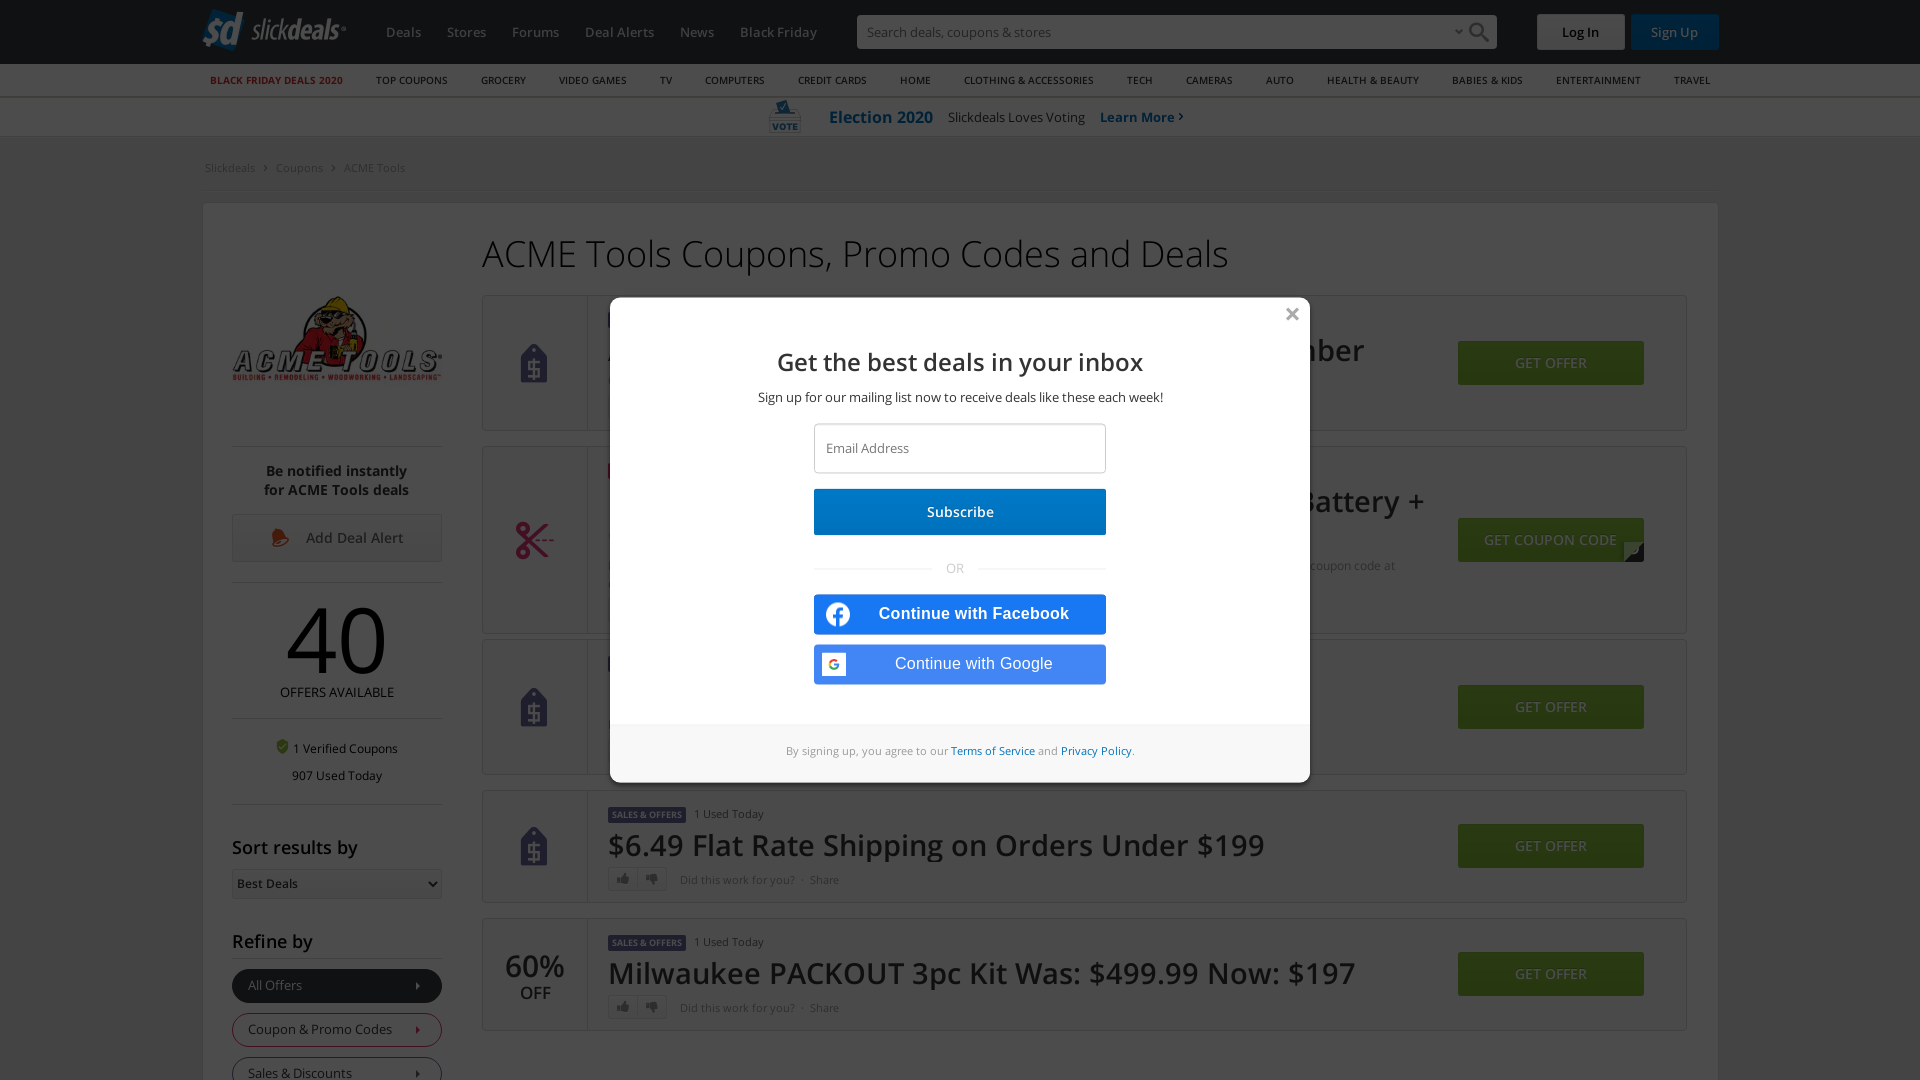 sd slickdeals
Deals
Stores
Forums
Deal Alerts
News
Black Friday
Search deals, coupons & stores
Log In
Sign Up
BLACK FRIDAY DEALS 2020
TOP COUPONS
GROCERY
VIDEO GAMES
TV
COMPUTERS
CREDIT CARDS
HOME
CLOTHING & ACCESSORIES
TECH
CAMERAS
AUTO
HEALTH & BEAUTY
BABIES & KIDS
ENTERTAINMENT
TRAVEL
VOTE
Election 2020 Slickdeals Loves Voting Learn More
Slickdeals
Coupons
ACME Tools
ACME Tools Coupons, Promo Codes and Deals
ACME TOOLS
BUILDING • REMODELING • WOODWORKING • LANDSCAPING
Be notified instantly
for ACME Tools deals
Add Deal Alert
40
OFFERS AVAILABLE
1 Verified Coupons
907 Used Today
Sort results by
Best Deals
Refine by
All Offers
Coupon & Promo Codes
Sales & Discounts
GET OFFER
Battery +
GET COUPON CODE
coupon code at
GET OFFER
Get the best deals in your inbox
Sign up for our mailing list now to receive deals like these each week!
Email Address
Subscribe
OR
Continue with Facebook
Continue with Google
By signing up, you agree to our Terms of Service and Privacy Policy.
SALES & OFFERS 1 Used Today
$6.49 Flat Rate Shipping on Orders Under $199
Did this work for you? · Share
GET OFFER
60%
OFF
SALES & OFFERS 1 Used Today
Milwaukee PACKOUT 3pc Kit Was: $499.99 Now: $197
Did this work for you? · Share
GET OFFER